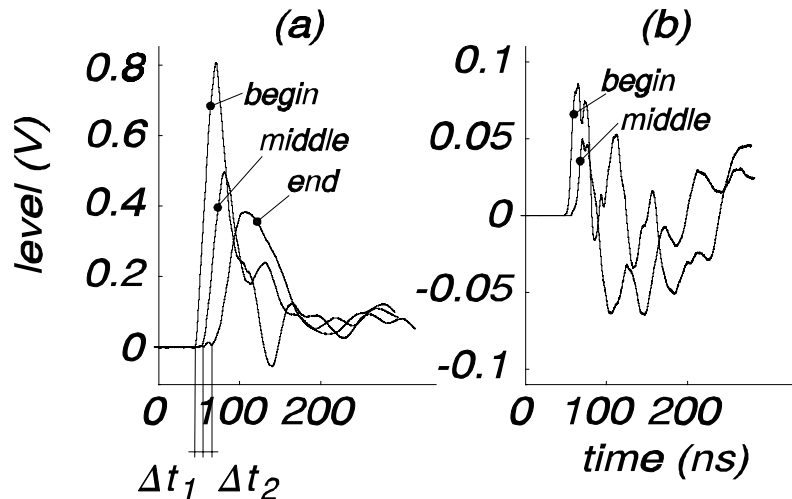 (a)
level (V)
0.8
0.6
0.4
0.2
0
begin
middle
end
0 100 200
Δt1 Δt2
(b)
0.1
0.05
0
-0.05
-0.1
begin
middle
0 100 200
time (ns)